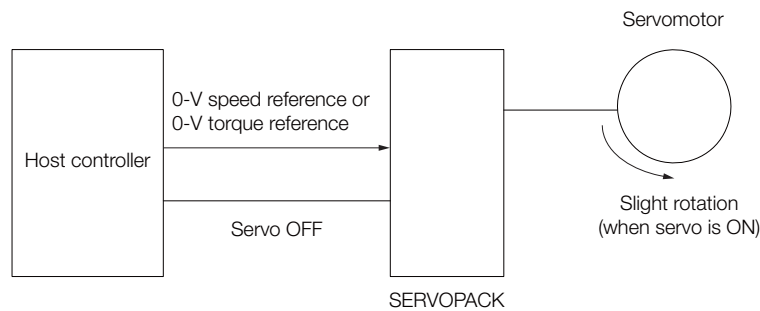 Servomotor
0-V speed reference or
0-V torque reference
Host controller
Servo OFF
Slight rotation
(when servo is ON)
SERVOPACK